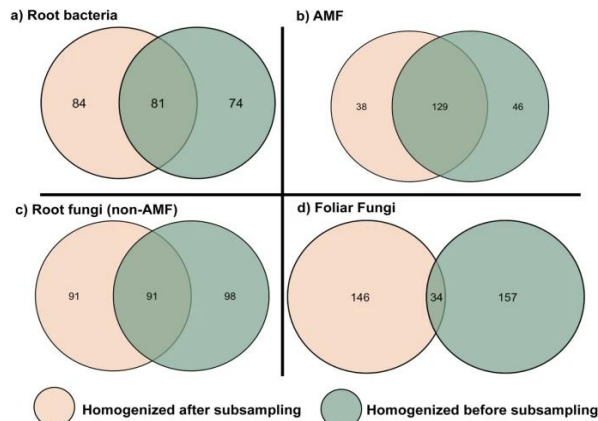 a) Root bacteria
84
81
74
b) AMF
38
129
46
c) Root fungi (non-AMF)
91
91
98
d) Foliar Fungi
146
34
157
Homogenized after subsampling
Homogenized before subsampling